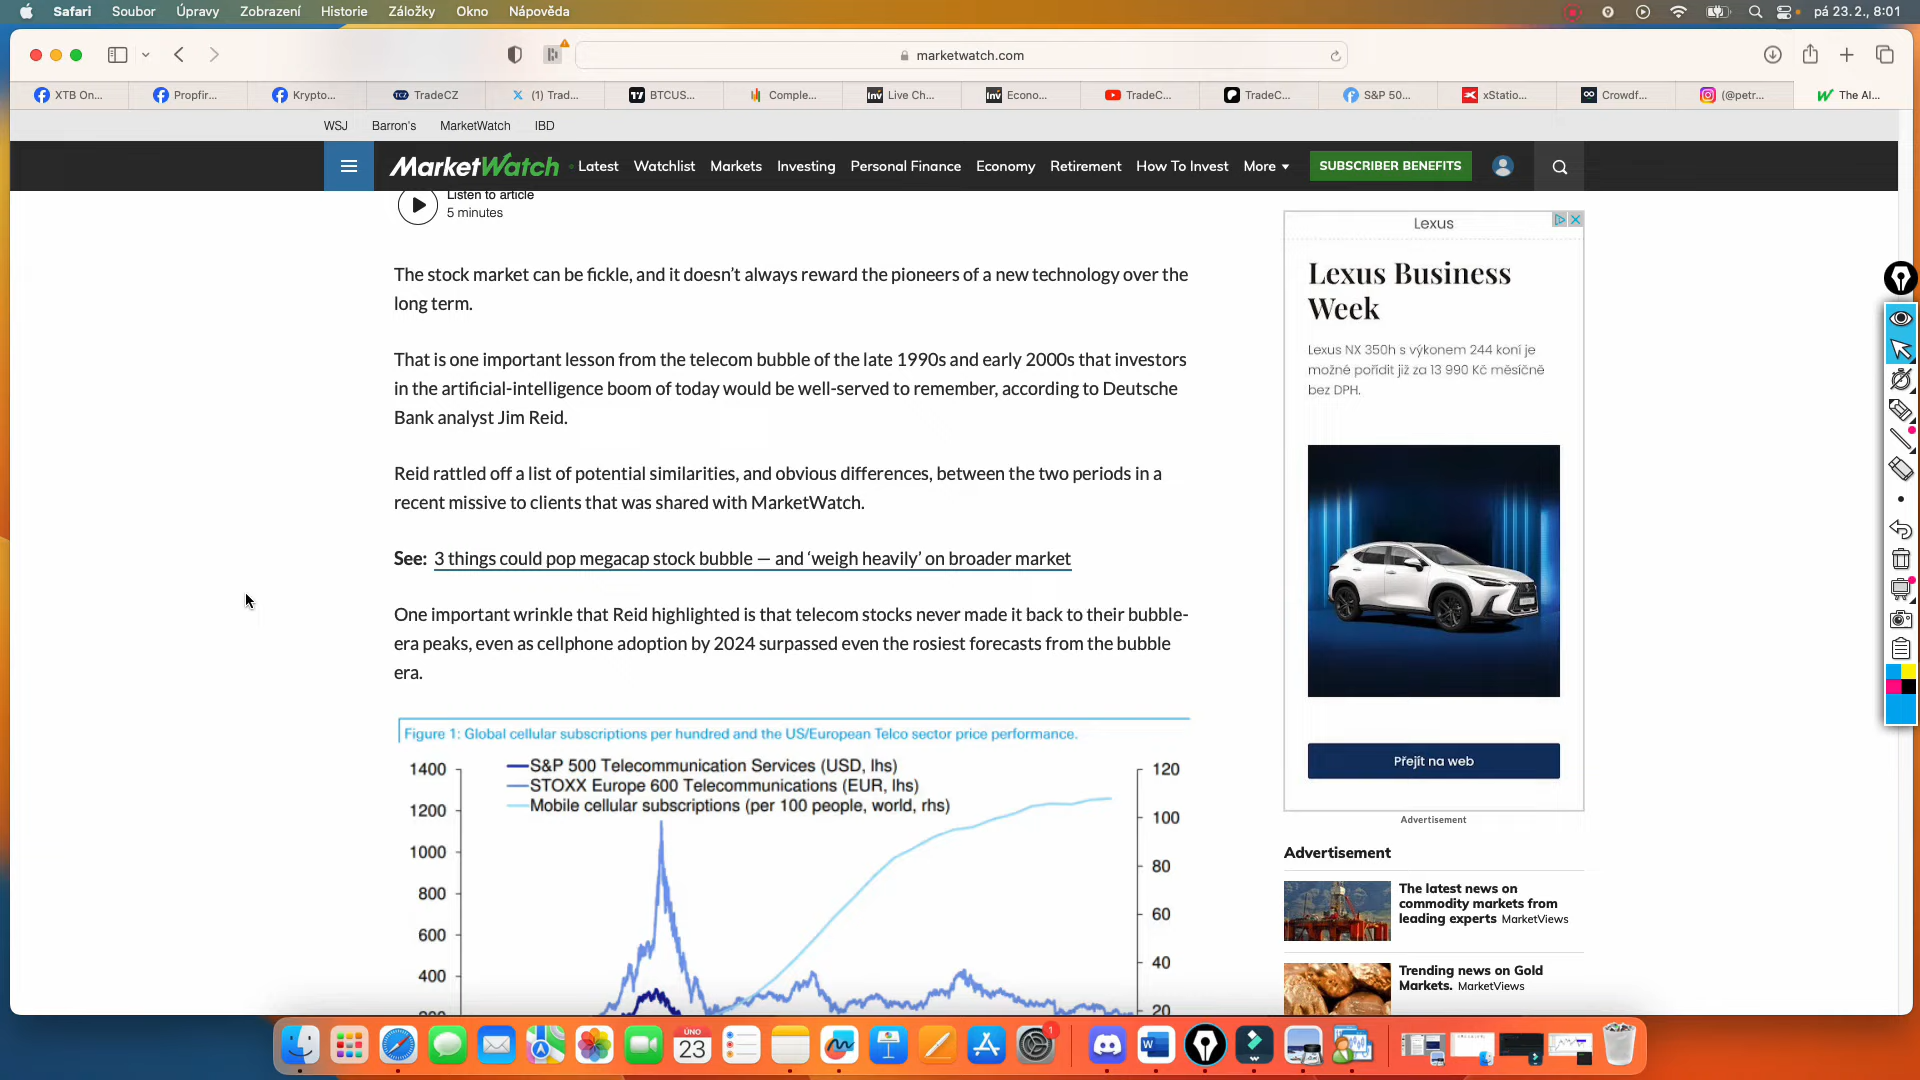 Safari Soubor Úpravy Zobrazení Historie Záložky Okno Nápověda pá 23.2., 8:01
marketwatch.com
XTB On... Propfir... Krypto... TradeCZ (1) Trad... BTCUS... Comple... Live Ch... Econo... TradeC... TradeC... S&P 50... xStatio... Crowdf... (@petr... The AI...
WSJ Barron's MarketWatch IBD
MarketWatch Latest Watchlist Markets Investing Personal Finance Economy Retirement How To Invest More SUBSCRIBER BENEFITS
Listen to article
5 minutes
The stock market can be fickle, and it doesn’t always reward the pioneers of a new technology over the
long term.
That is one important lesson from the telecom bubble of the late 1990s and early 2000s that investors
in the artificial-intelligence boom of today would be well-served to remember, according to Deutsche
Bank analyst Jim Reid.
Reid rattled off a list of potential similarities, and obvious differences, between the two periods in a
recent missive to clients that was shared with MarketWatch.
See: 3 things could pop megacap stock bubble — and ‘weigh heavily’ on broader market
One important wrinkle that Reid highlighted is that telecom stocks never made it back to their bubble-
era peaks, even as cellphone adoption by 2024 surpassed even the rosiest forecasts from the bubble
era.
Figure 1: Global cellular subscriptions per hundred and the US/European Telco sector price performance.
S&P 500 Telecommunication Services (USD, lhs)
STOXX Europe 600 Telecommunications (EUR, lhs)
Mobile cellular subscriptions (per 100 people, world, rhs)
1400
1200
1000
800
600
400
200
120
100
80
60
40
20
Lexus
Lexus Business
Week
Lexus NX 350h s výkonem 244 koní je
možné pořídit již za 13 990 Kč měsíčně
bez DPH.
Přejít na web
Advertisement
Advertisement
The latest news on
commodity markets from
leading experts MarketViews
Trending news on Gold
Markets. MarketViews
ÚNO
23
1